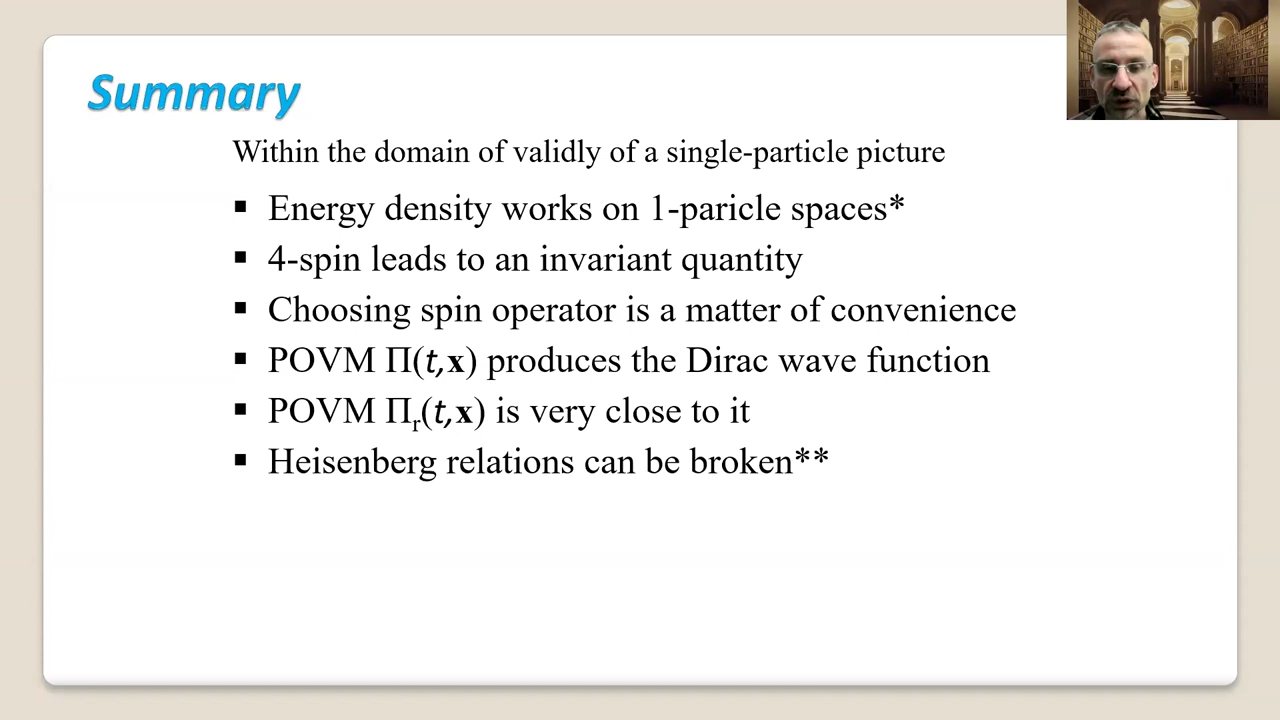 Summary
Within the domain of validly of a single-particle picture
▪ Energy density works on 1-paricle spaces*
▪ 4-spin leads to an invariant quantity
▪ Choosing spin operator is a matter of convenience
▪ POVM Π(t,x) produces the Dirac wave function
▪ POVM Πr(t,x) is very close to it
▪ Heisenberg relations can be broken**